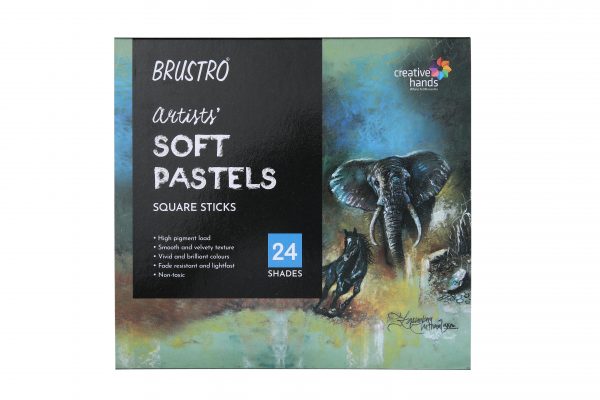 BRUSTRO®
Artists'
SOFT
PASTELS
SQUARE STICKS
• High pigment load
• Smooth and velvety texture
• Vivid and brilliant colours
• Fade resistant and lightfast
• Non-toxic
24
SHADES
creative
hands